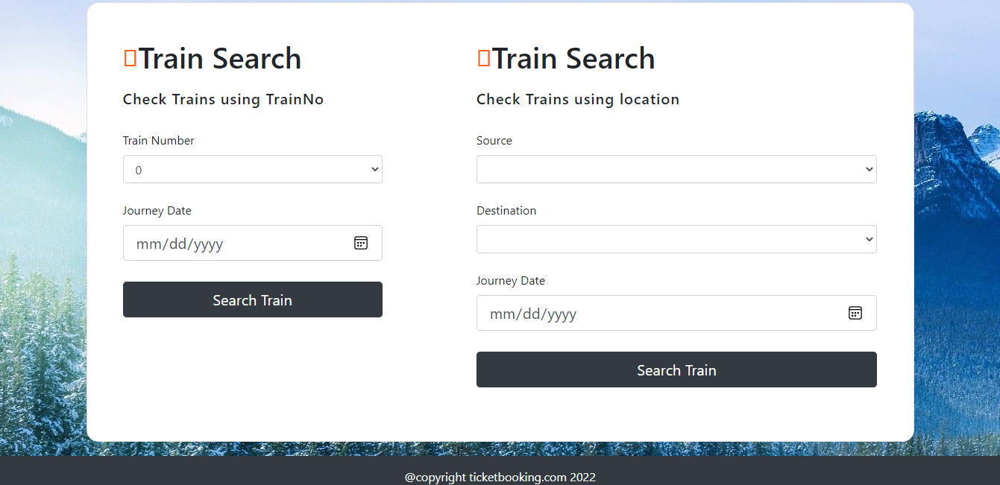 Train Search
Check Trains using TrainNo
Train Number
0
Journey Date
mm/dd/yyyy
Search Train
Train Search
Check Trains using location
Source
Destination
Journey Date
mm/dd/yyyy
Search Train
@copyright ticketbooking.com 2022